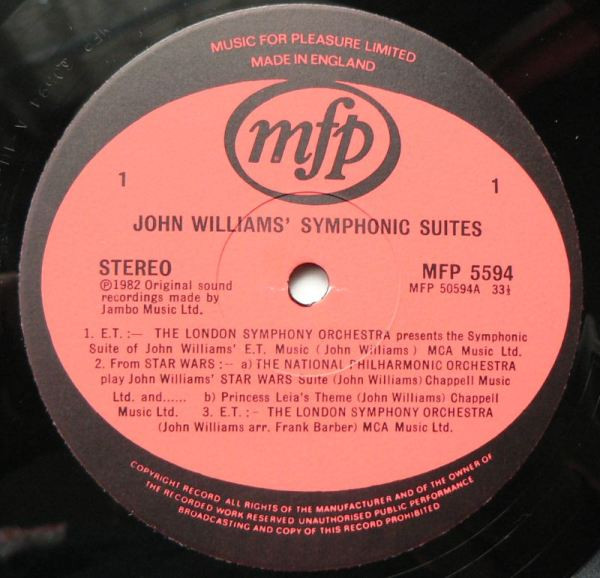 MUSIC FOR PLEASURE LIMITED
MADE IN ENGLAND
mfp
1
1
JOHN WILLIAMS' SYMPHONIC SUITES
STEREO
MFP 5594
℗1982 Original sound
recordings made by
Jambo Music Ltd.
MFP 50594A 33⅓
1. E.T. :— THE LONDON SYMPHONY ORCHESTRA presents the Symphonic
Suite of John Williams' E.T. Music ( John Williams ) MCA Music Ltd.
2. From STAR WARS :— a) THE NATIONAL PHILHARMONIC ORCHESTRA
play John Williams' STAR WARS Suite (John Williams) Chappell Music
Ltd. and...... b) Princess Leia's Theme (John Williams) Chappell
Music Ltd. 3. E.T. :- THE LONDON SYMPHONY ORCHESTRA
(John Williams arr. Frank Barber) MCA Music Ltd.
COPYRIGHT RECORD ALL RIGHTS OF THE MANUFACTURER AND OF THE OWNER OF
THE RECORDED WORK RESERVED UNAUTHORISED PUBLIC PERFORMANCE
BROADCASTING AND COPY OF THIS RECORD PROHIBITED